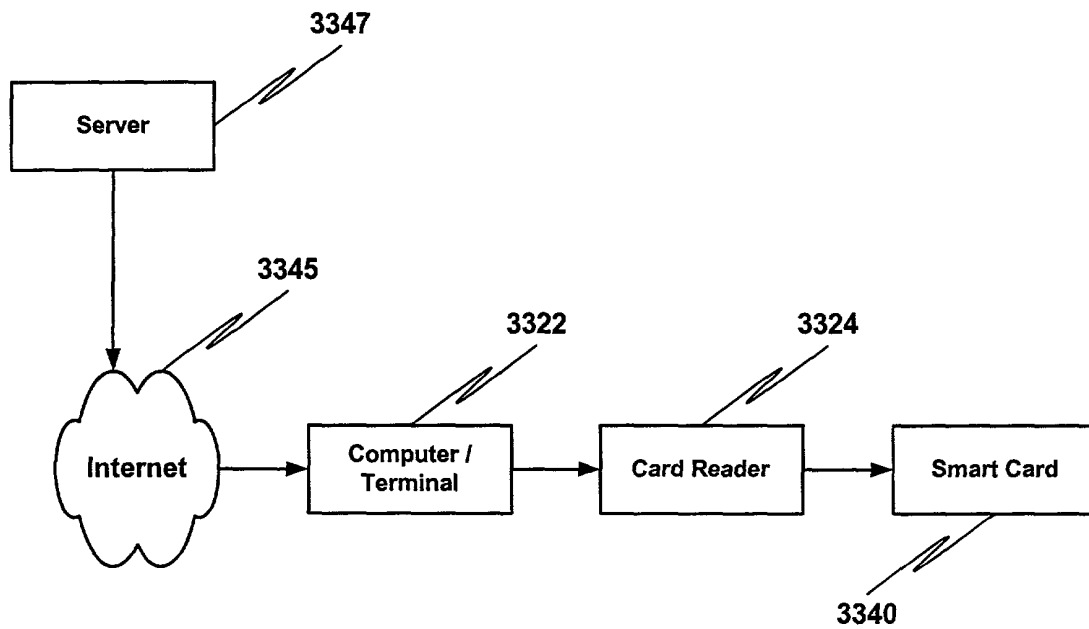 3347
Server
3345
3322
3324
Internet
Computer /
Terminal
Card Reader
Smart Card
3340